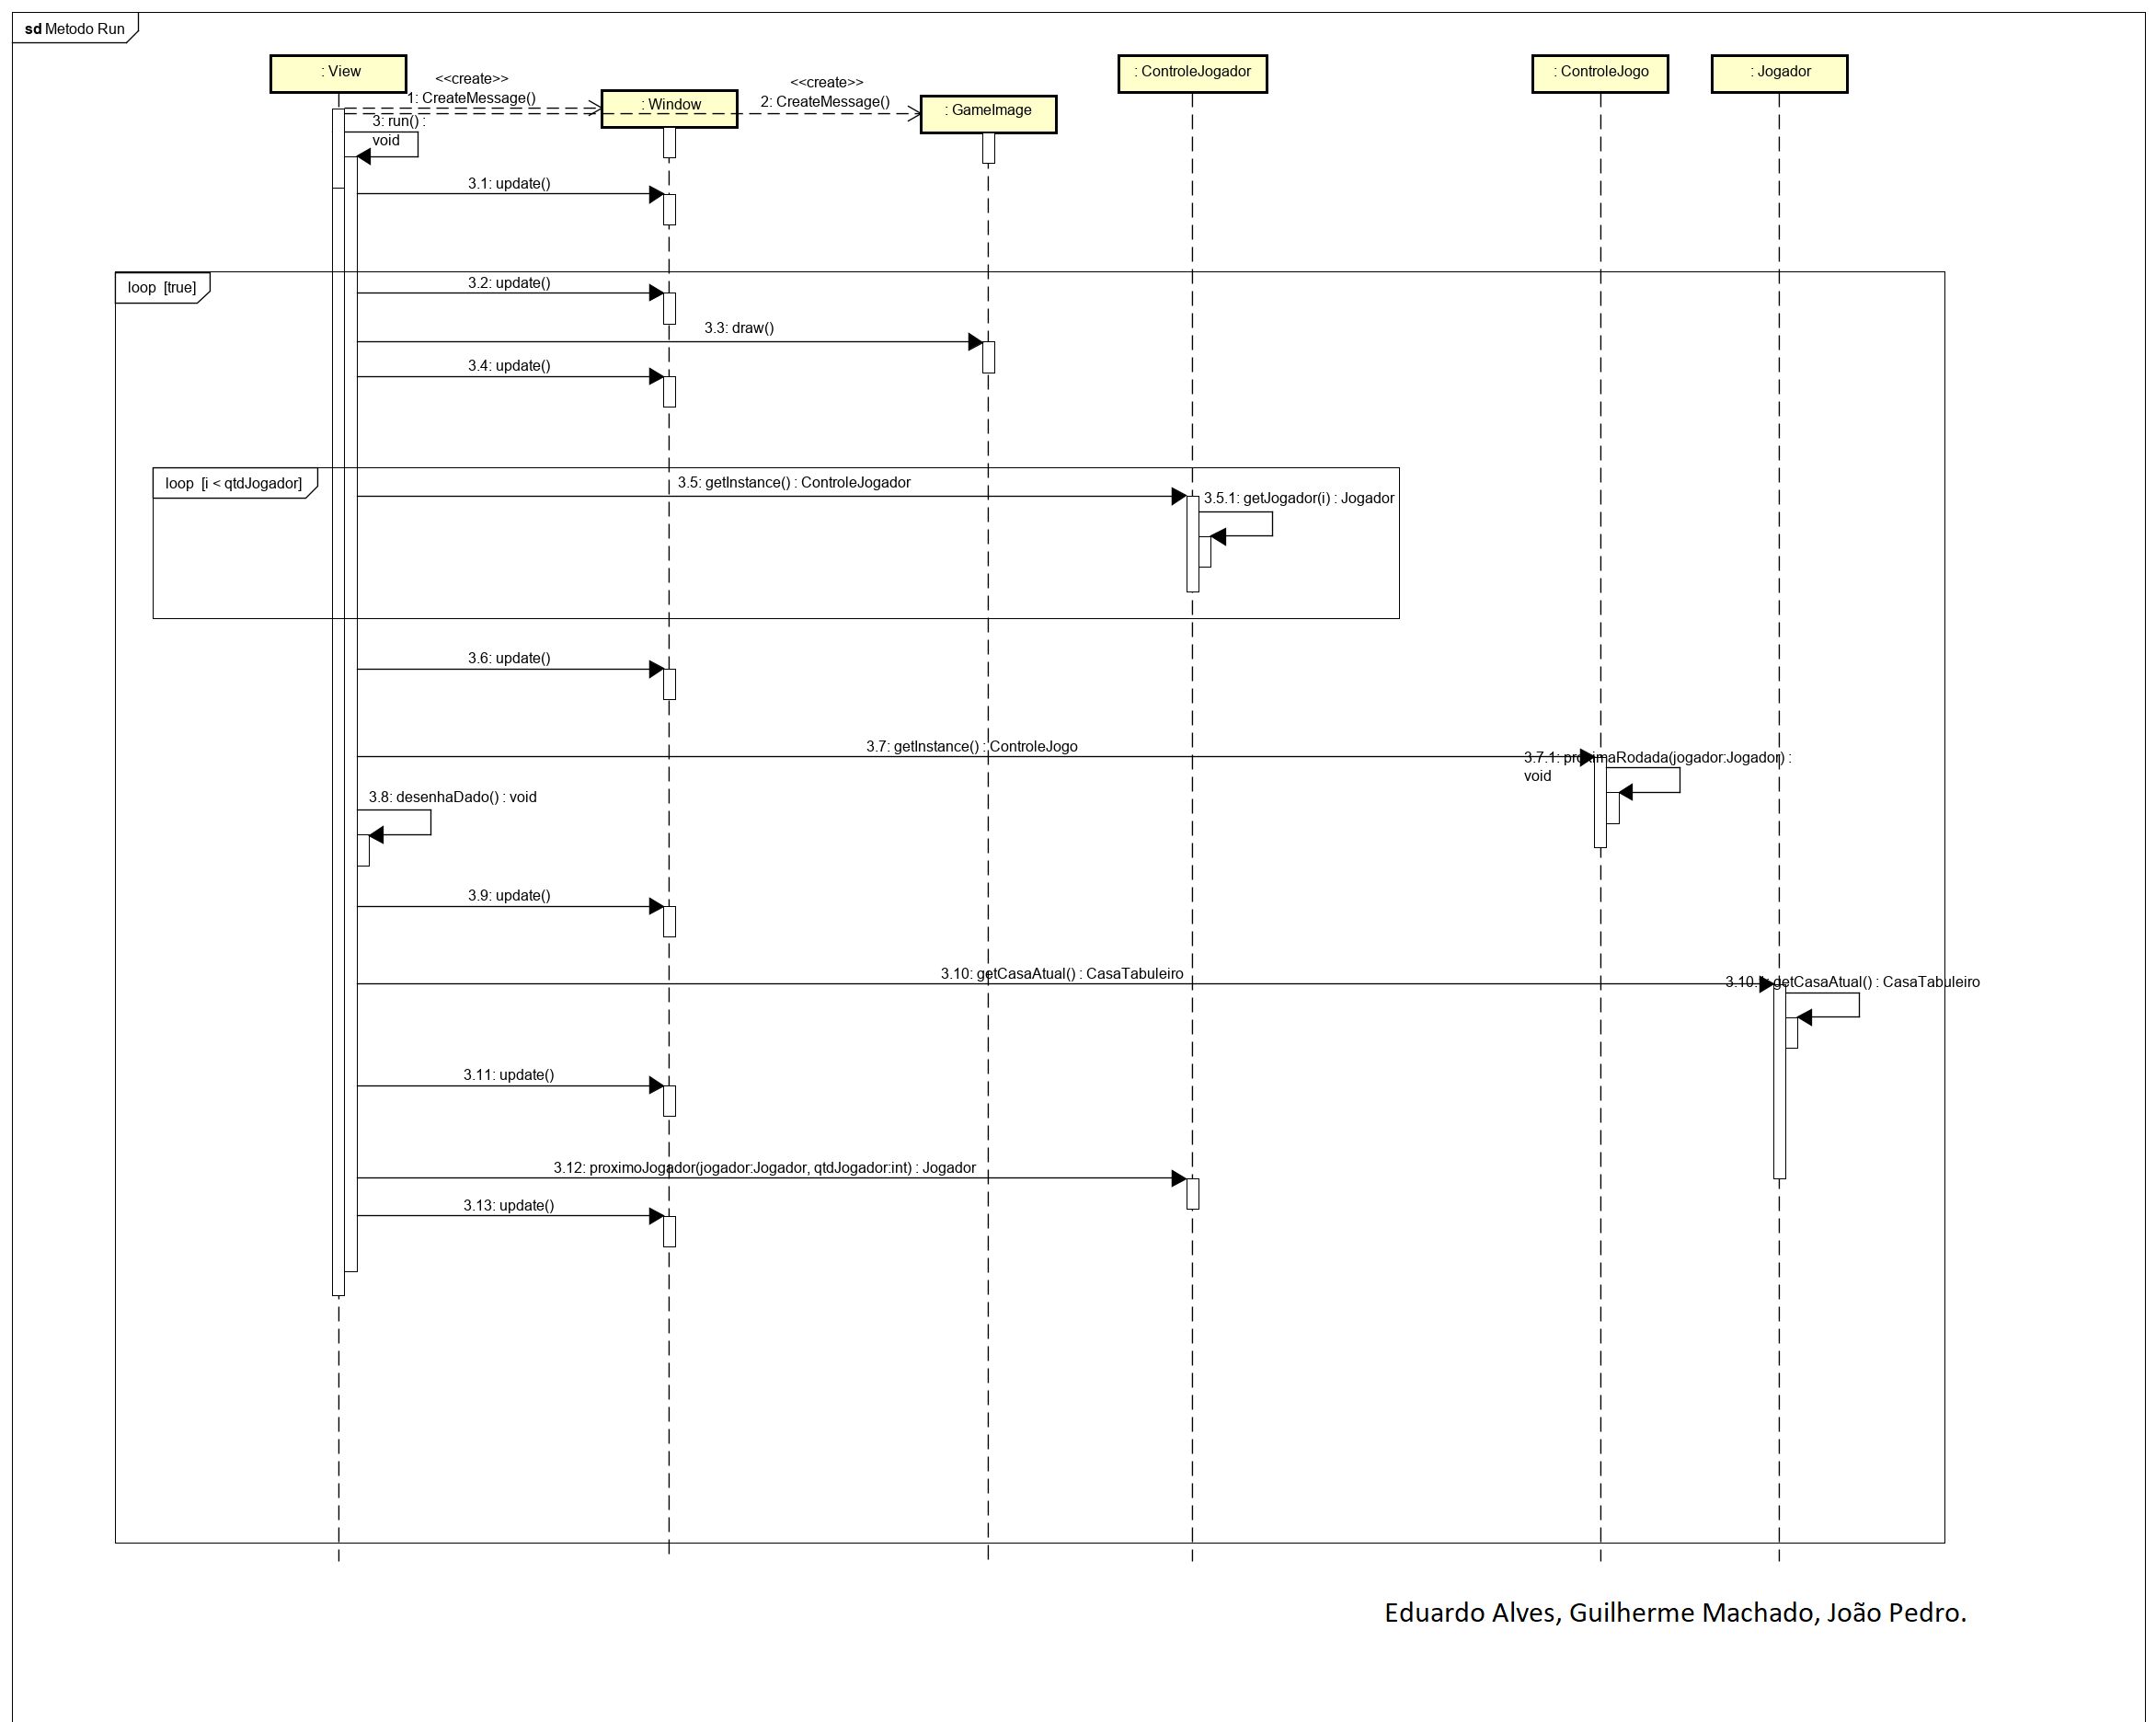 sd Metodo Run
: View
: ControleJogador
: ControleJogo
: Jogador
<<create>>
1: CreateMessage()
: Window
<<create>>
2: CreateMessage()
: GameImage
3: run() :
void
3.1: update()
loop [true]
3.2: update()
3.3: draw()
3.4: update()
loop [i < qtdJogador]
3.5: getInstance() : ControleJogador
3.5.1: getJogador(i) : Jogador
3.6: update()
3.7: getInstance() : ControleJogo
3.7.1: proximaRodada(jogador:Jogador) :
void
3.8: desenhaDado() : void
3.9: update()
3.10: getCasaAtual() : CasaTabuleiro
3.10.1: getCasaAtual() : CasaTabuleiro
3.11: update()
3.12: proximoJogador(jogador:Jogador, qtdJogador:int) : Jogador
3.13: update()
Eduardo Alves, Guilherme Machado, João Pedro.